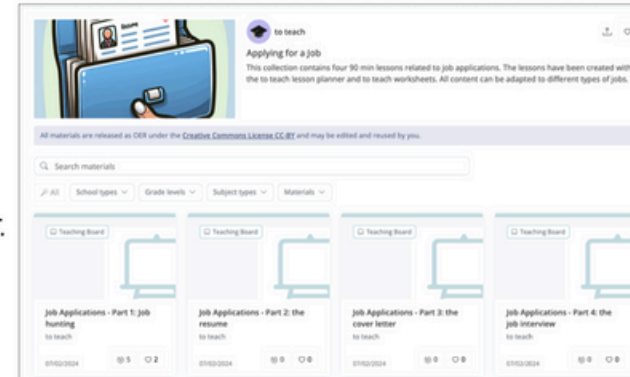 Resume
to teach
Applying for a Job
This collection contains four 90-min lessons related to job applications. The lessons have been created with
the to teach lesson planner and to teach worksheets. All content can be adapted to different types of jobs.
All materials are released as OER under the Creative Commons License CC-BY and may be edited and reused by you.
Search materials
All School types Grade levels Subject types Materials
Teaching Board Teaching Board Teaching Board Teaching Board
Job Applications - Part 1: Job hunting
to teach
07/02/2024 5 2
Job Applications - Part 2: the resume
to teach
07/02/2024 0 0
Job Applications - Part 3: the cover letter
to teach
07/02/2024 0 0
Job Applications - Part 4: the job interview
to teach
07/02/2024 0 0